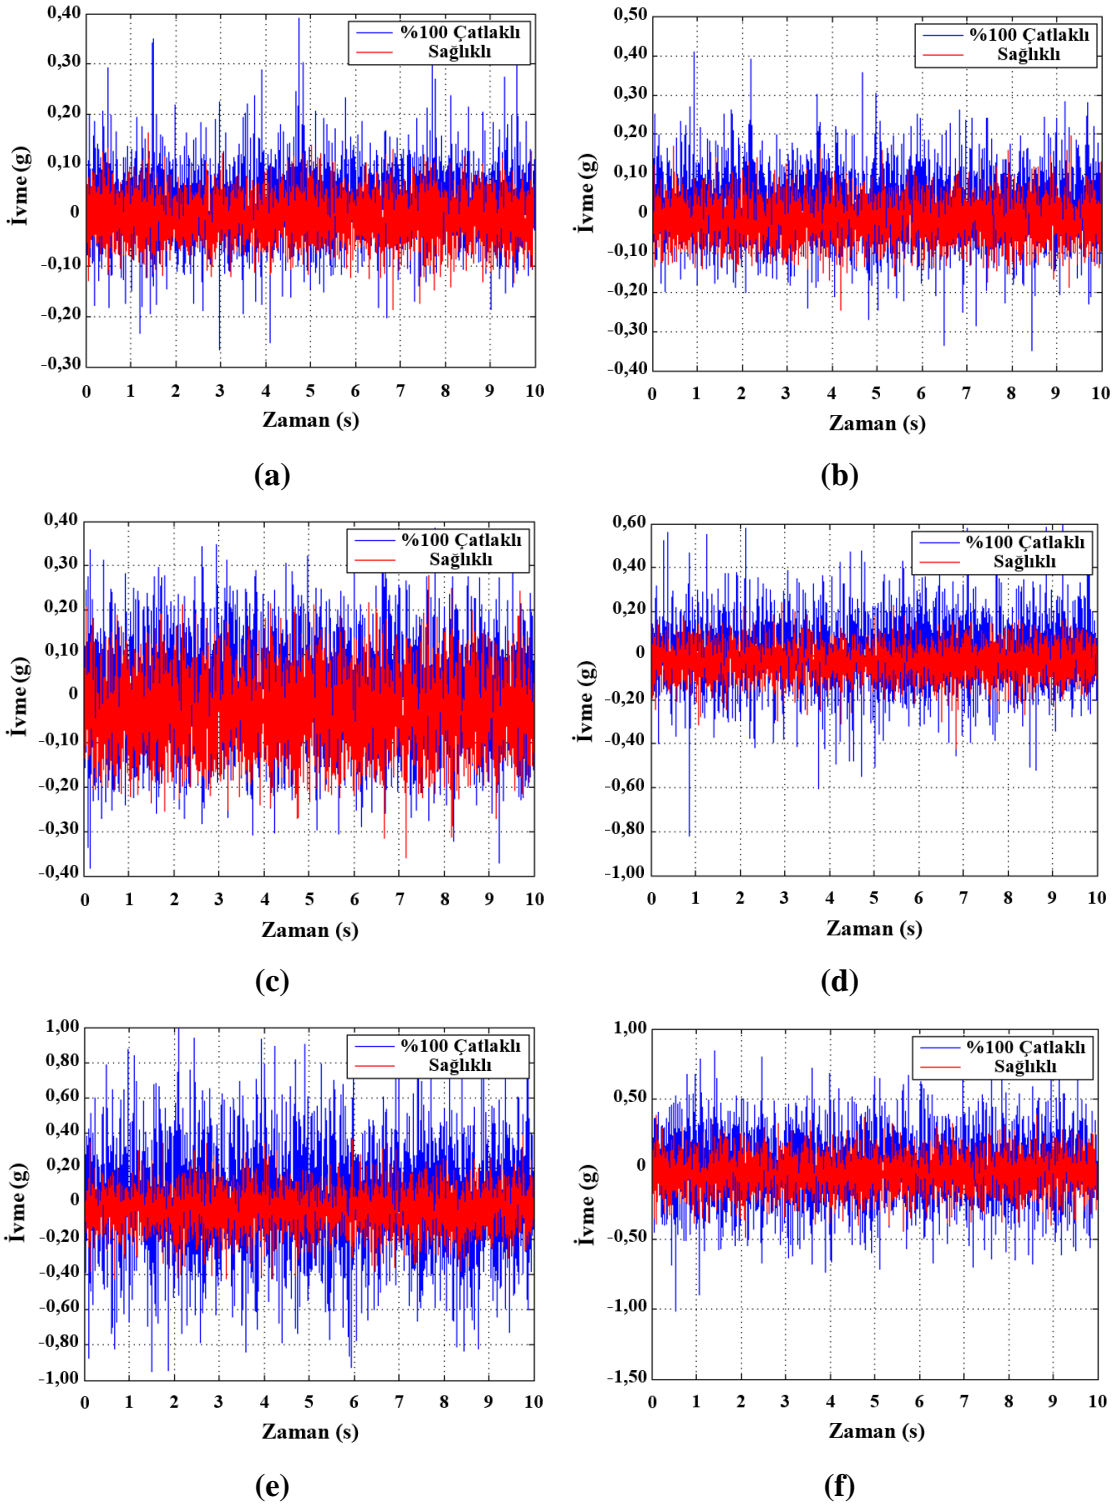 0,40
0,30
0,20
0,10
0
-0,10
-0,20
-0,30
İvme (g)
%100 Çatlaklı
Sağlıklı
0 1 2 3 4 5 6 7 8 9 10
Zaman (s)
(a)
0,50
0,40
0,30
0,20
0,10
0
-0,10
-0,20
-0,30
-0,40
İvme (g)
%100 Çatlaklı
Sağlıklı
0 1 2 3 4 5 6 7 8 9 10
Zaman (s)
(b)
0,40
0,30
0,20
0,10
0
-0,10
-0,20
-0,30
-0,40
İvme (g)
%100 Çatlaklı
Sağlıklı
0 1 2 3 4 5 6 7 8 9 10
Zaman (s)
(c)
0,60
0,40
0,20
0
-0,20
-0,40
-0,60
-0,80
-1,00
İvme (g)
%100 Çatlaklı
Sağlıklı
0 1 2 3 4 5 6 7 8 9 10
Zaman (s)
(d)
1,00
0,80
0,60
0,40
0,20
0
-0,20
-0,40
-0,60
-0,80
-1,00
İvme (g)
%100 Çatlaklı
Sağlıklı
0 1 2 3 4 5 6 7 8 9 10
Zaman (s)
(e)
1,00
0,50
0
-0,50
-1,00
-1,50
İvme (g)
%100 Çatlaklı
Sağlıklı
0 1 2 3 4 5 6 7 8 9 10
Zaman (s)
(f)